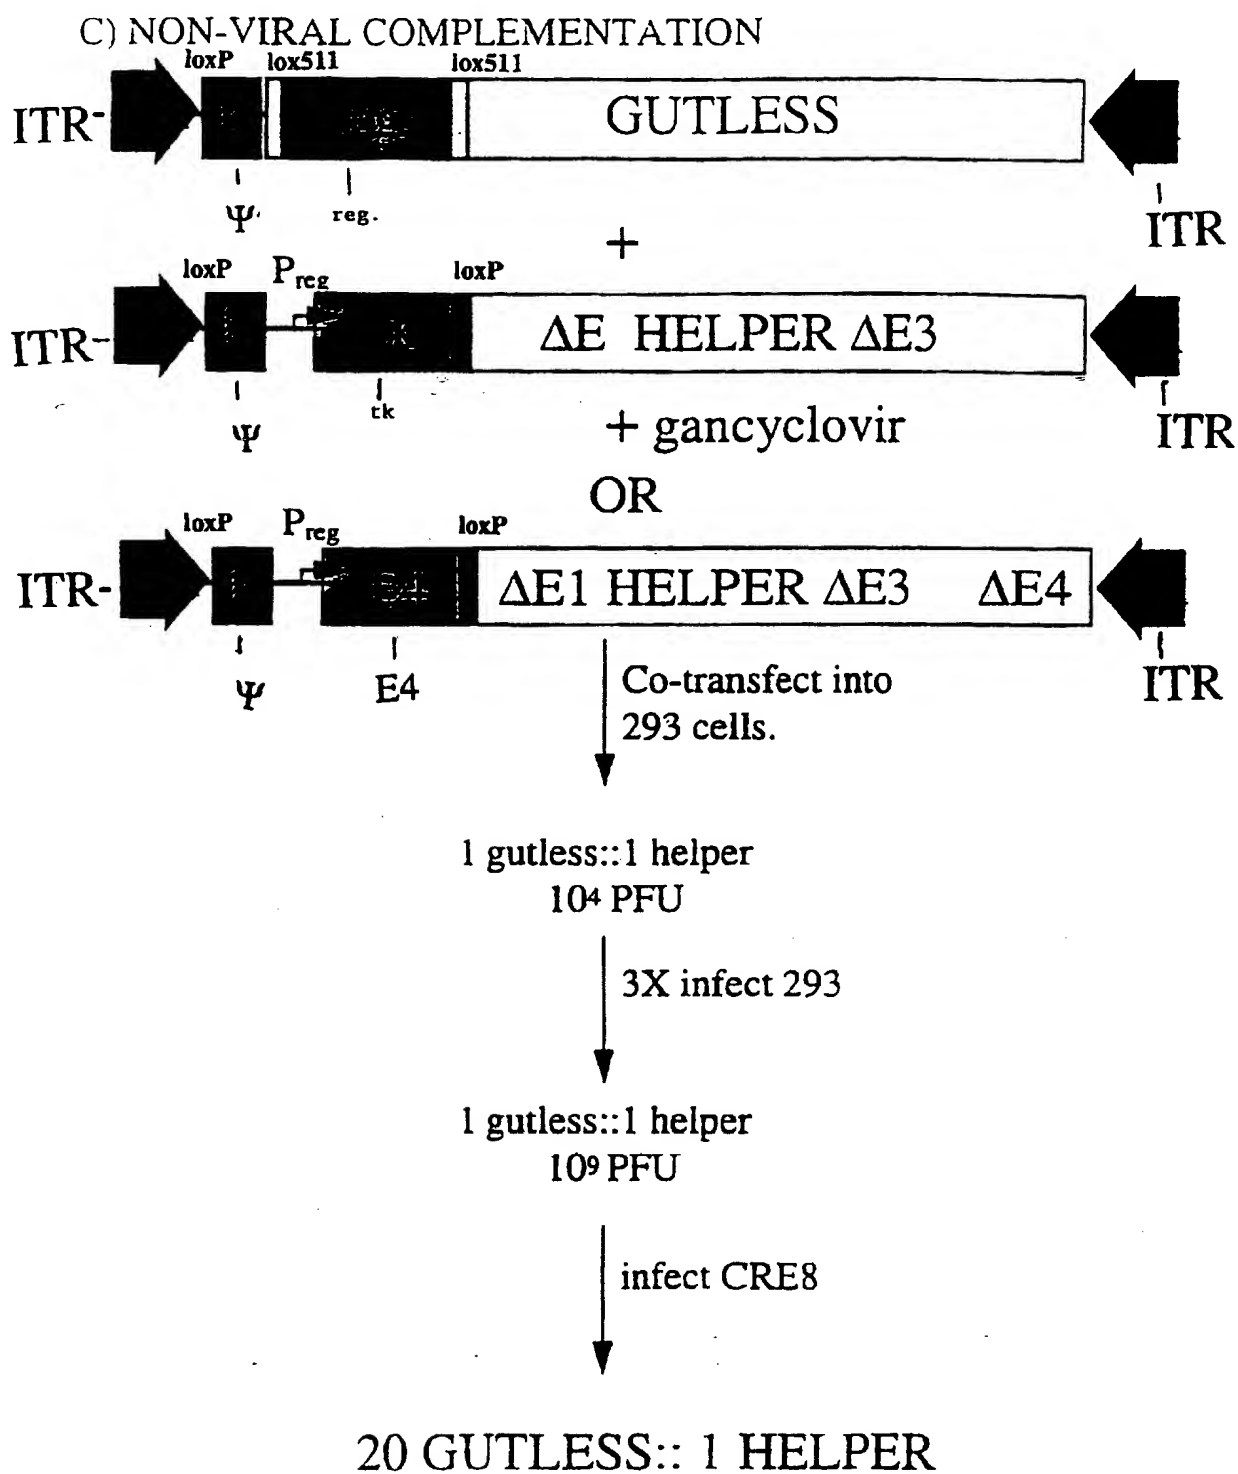 C) NON-VIRAL COMPLEMENTATION
loxP lox511 lox511
ITR- GUTLESS
Ψ reg. ITR
+
loxP Preg loxP
ITR- ΔE HELPER ΔE3
Ψ tk ITR
+ gancyclovir
OR
loxP Preg loxP
ITR- ΔE1 HELPER ΔE3 ΔE4
Ψ E4 ITR
Co-transfect into
293 cells.
1 gutless::1 helper
10⁴ PFU
3X infect 293
1 gutless::1 helper
10⁹ PFU
infect CRE8
20 GUTLESS:: 1 HELPER